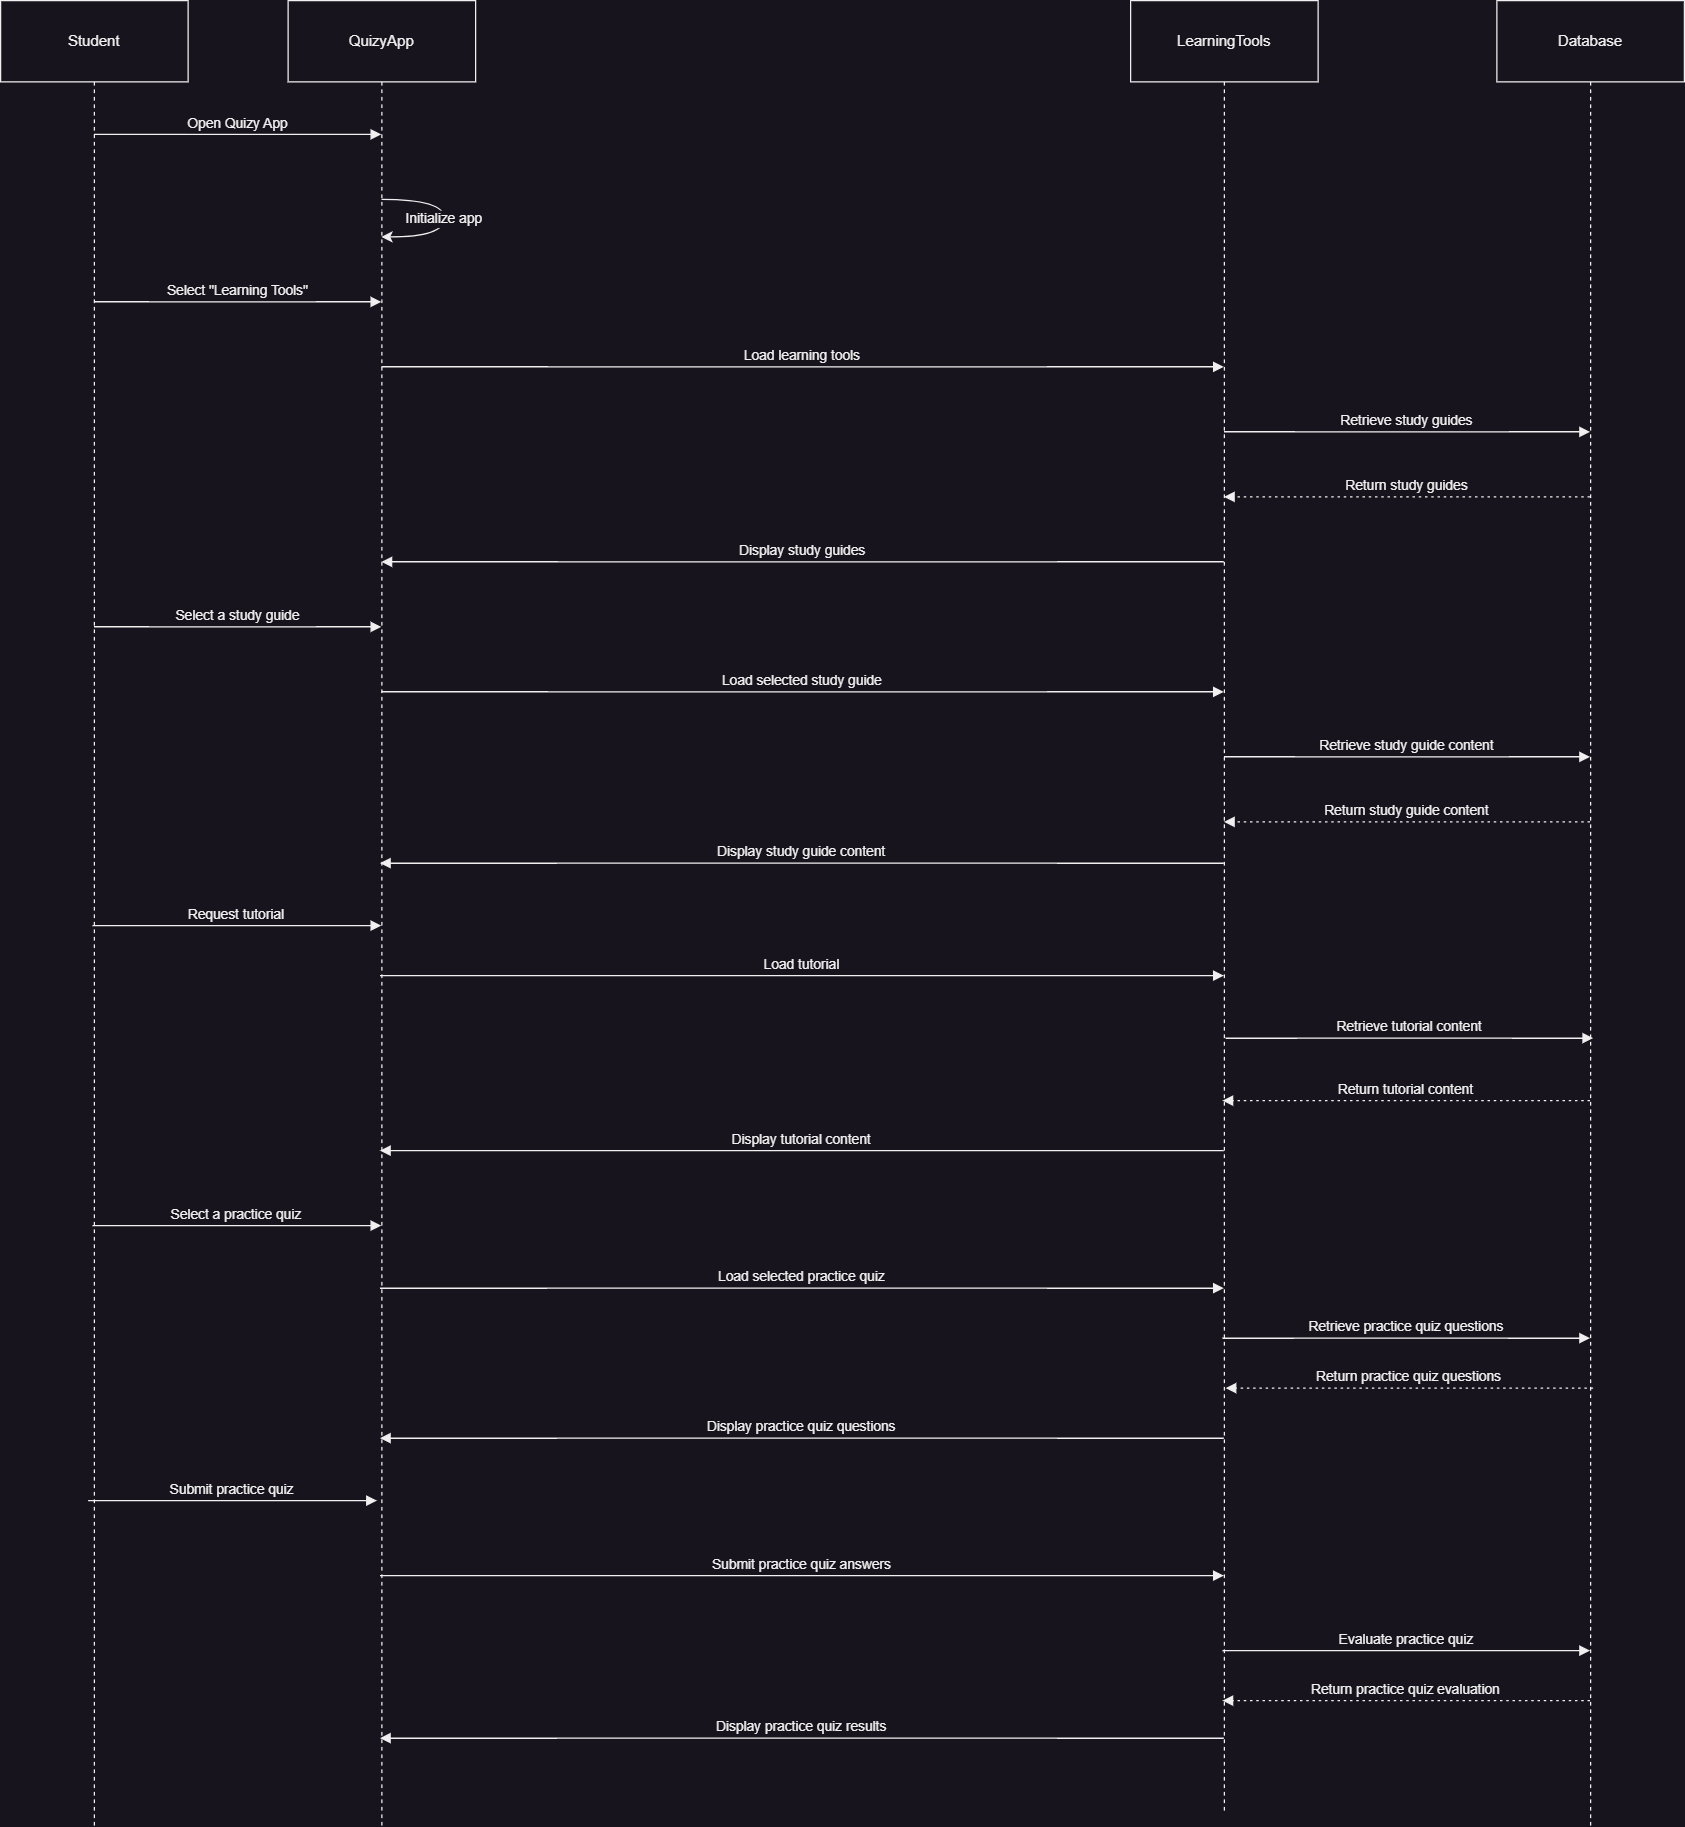 Student
QuizyApp
LearningTools
Database
Open Quizy App
Initialize app
Select "Learning Tools"
Load learning tools
Retrieve study guides
Return study guides
Display study guides
Select a study guide
Load selected study guide
Retrieve study guide content
Return study guide content
Display study guide content
Request tutorial
Load tutorial
Retrieve tutorial content
Return tutorial content
Display tutorial content
Select a practice quiz
Load selected practice quiz
Retrieve practice quiz questions
Return practice quiz questions
Display practice quiz questions
Submit practice quiz
Submit practice quiz answers
Evaluate practice quiz
Return practice quiz evaluation
Display practice quiz results